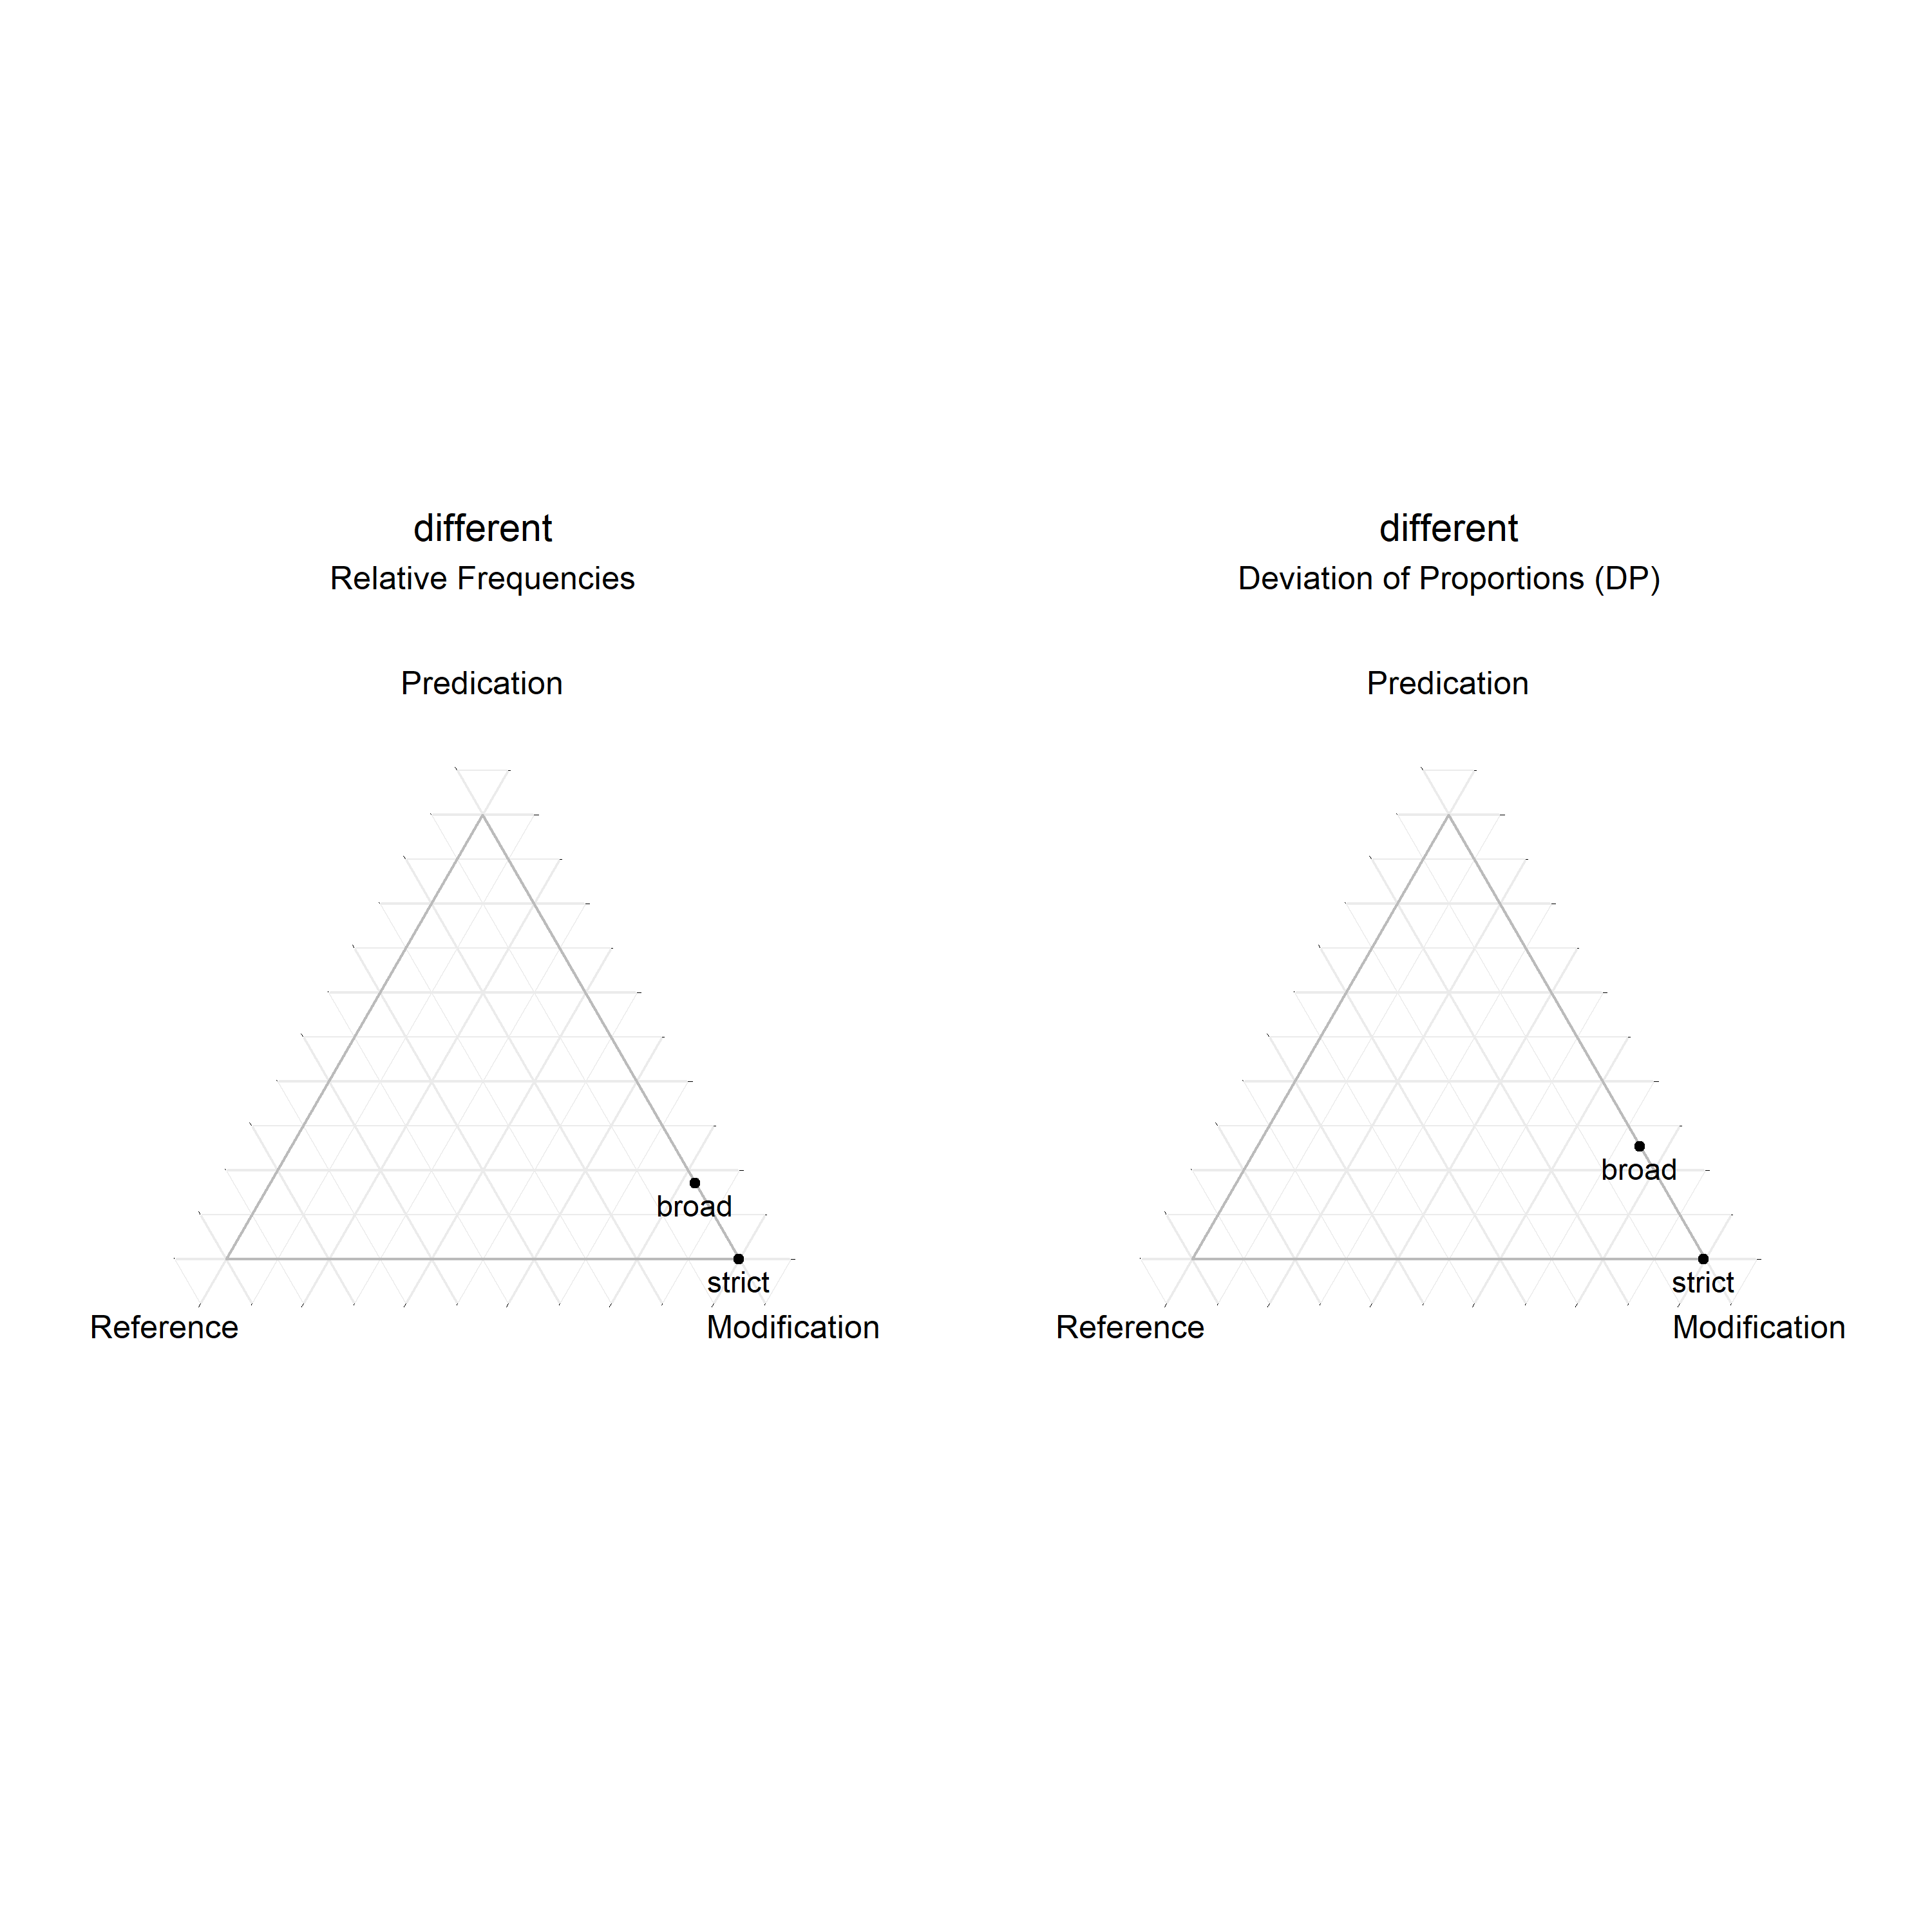 different
Relative Frequencies
Predication
broad
strict
Reference
Modification
different
Deviation of Proportions (DP)
Predication
broad
strict
Reference
Modification